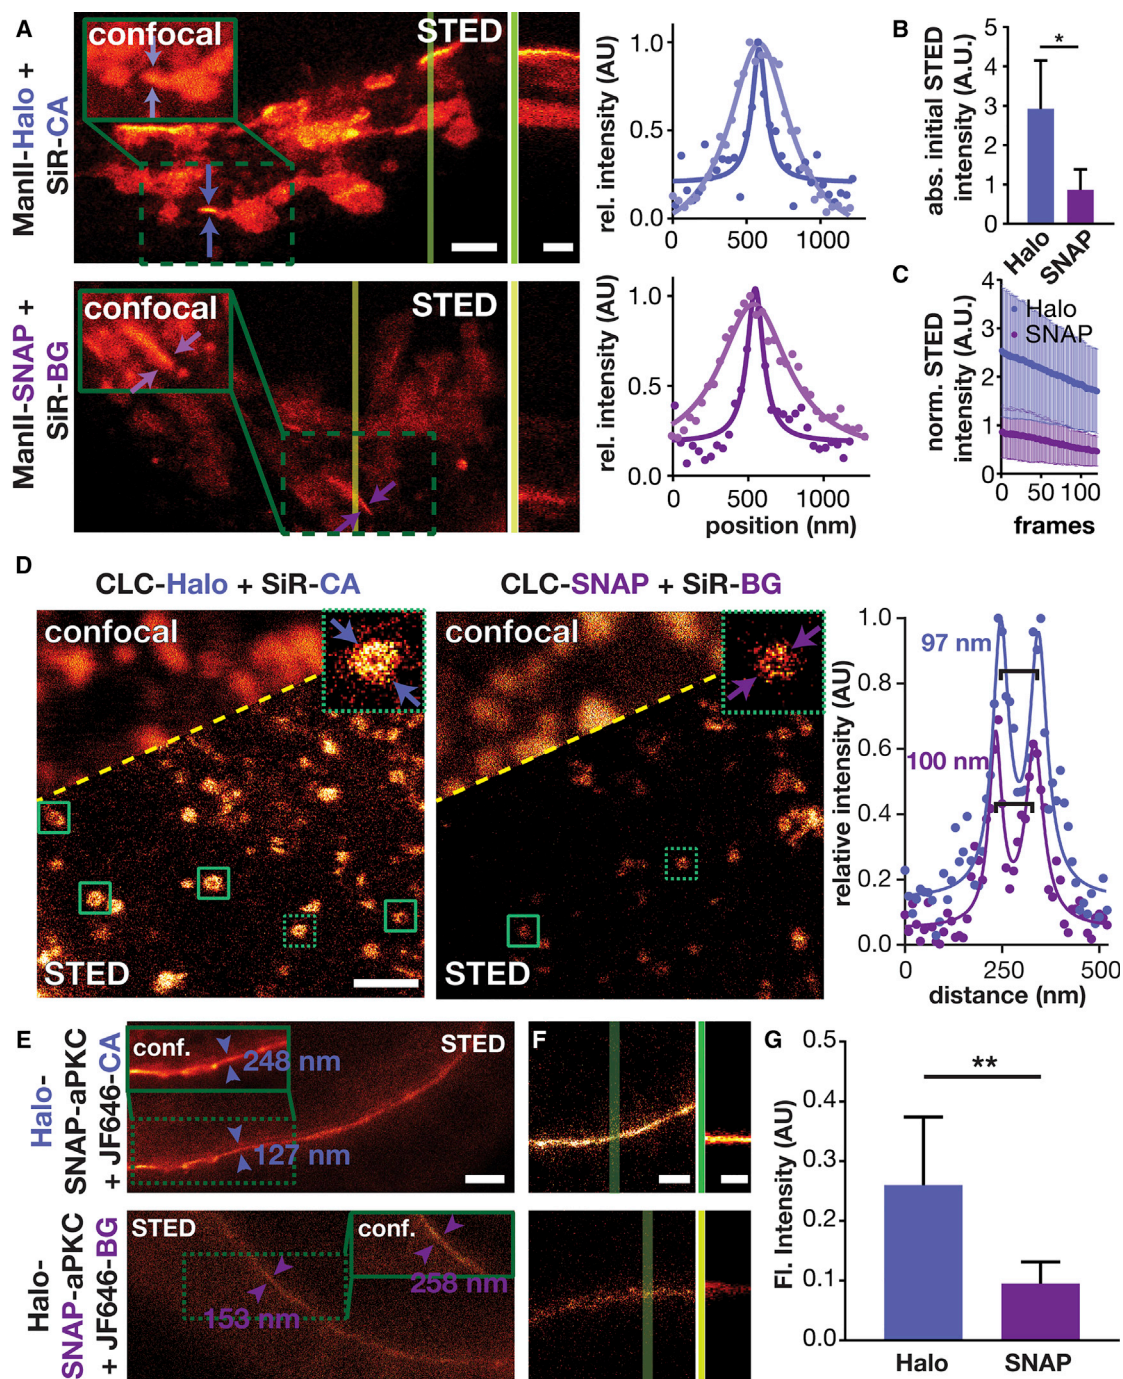 A
ManII-Halo +
SiR-CA
confocal
STED
rel. intensity (AU)
1.0
0.5
0.0
0
500
1000
B
abs. initial STED
intensity (A.U.)
5
4
3
2
1
0
*
Halo
SNAP
ManII-SNAP +
SiR-BG
confocal
STED
rel. intensity (AU)
1.0
0.5
0.0
0
500
1000
position (nm)
C
norm. STED
intensity (A.U.)
4
3
2
1
0
Halo
SNAP
0
50
100
frames
D
CLC-Halo + SiR-CA
confocal
STED
CLC-SNAP + SiR-BG
confocal
STED
relative intensity (AU)
1.0
0.8
0.6
0.4
0.2
0.0
97 nm
100 nm
0
250
500
distance (nm)
E
Halo-
SNAP-aPKC
+ JF646-CA
conf.
248 nm
127 nm
STED
Halo-
SNAP-aPKC
+ JF646-BG
STED
conf.
258 nm
153 nm
F
G
Fl. Intensity (AU)
0.5
0.4
0.3
0.2
0.1
0.0
**
Halo
SNAP